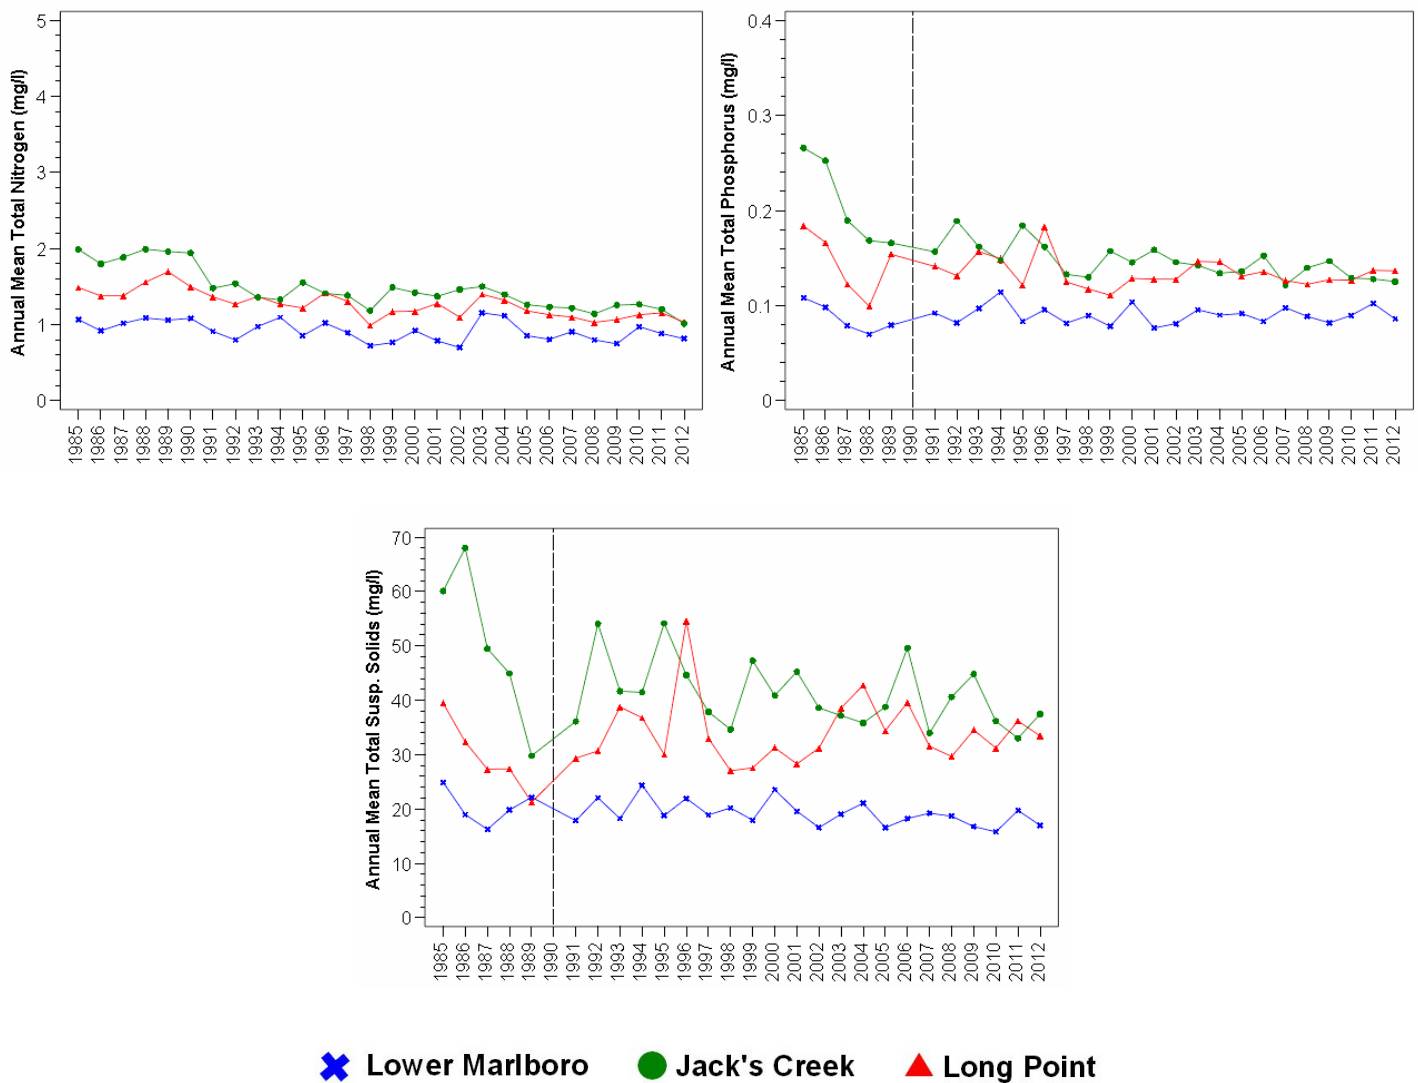 Annual Mean Total Nitrogen (mg/l)
5
4
3
2
1
0
1985 1986 1987 1988 1989 1990 1991 1992 1993 1994 1995 1996 1997 1998 1999 2000 2001 2002 2003 2004 2005 2006 2007 2008 2009 2010 2011 2012
Annual Mean Total Phosphorus (mg/l)
0.4
0.3
0.2
0.1
0
1985 1986 1987 1988 1989 1990 1991 1992 1993 1994 1995 1996 1997 1998 1999 2000 2001 2002 2003 2004 2005 2006 2007 2008 2009 2010 2011 2012
Annual Mean Total Susp. Solids (mg/l)
70
60
50
40
30
20
10
0
1985 1986 1987 1988 1989 1990 1991 1992 1993 1994 1995 1996 1997 1998 1999 2000 2001 2002 2003 2004 2005 2006 2007 2008 2009 2010 2011 2012
Lower Marlboro Jack's Creek Long Point